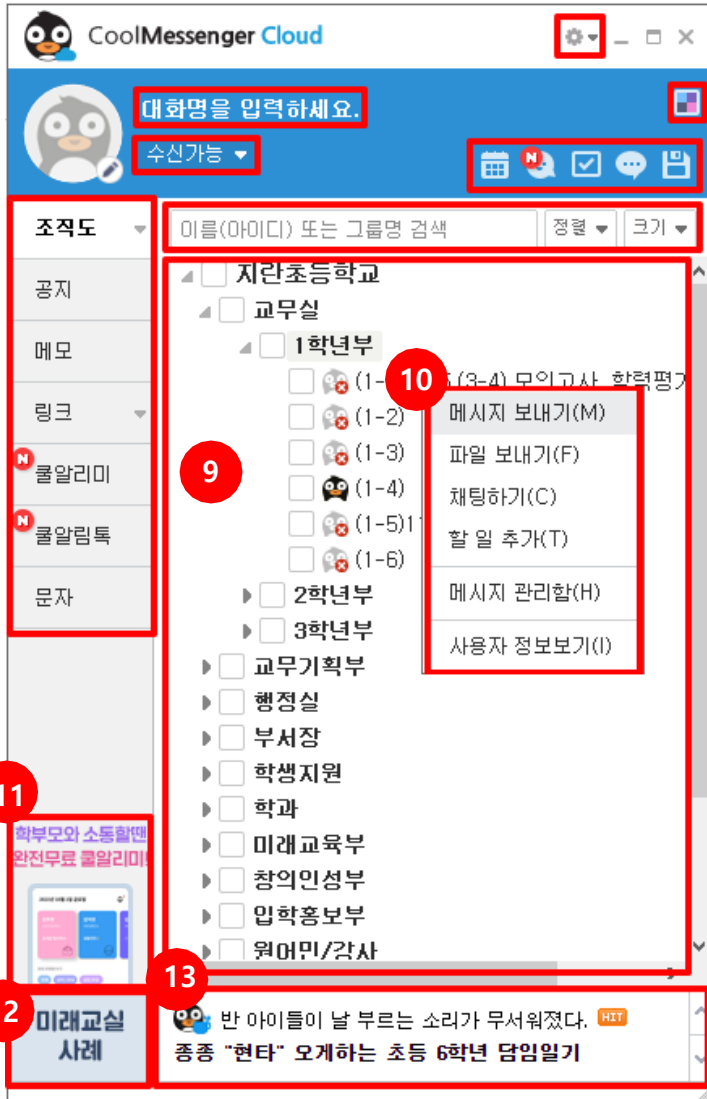 CoolMessenger Cloud
대화명을 입력하세요.
수신가능
N
조직도
이름(아이디) 또는 그룹명 검색
정렬
크기
공지
메모
링크
N
쿨알리미
N
쿨알림톡
문자
지란초등학교
교무실
1학년부
(1-
(3-4) 모의고사, 학력평가
(1-2)
(1-3)
(1-4)
(1-5)11
(1-6)
2학년부
3학년부
교무기획부
행정실
부서장
학생지원
학과
미래교육부
창의인성부
입학홍보부
원어민/강사
9
10
메시지 보내기(M)
파일 보내기(F)
채팅하기(C)
할 일 추가(T)
메시지 관리함(H)
사용자 정보보기(I)
11
학부모와 소통할땐
완전무료 쿨알리미!
2
미래교실
사례
13
반 아이들이 날 부르는 소리가 무서워졌다. HIT
종종 "현타" 오게하는 초등 6학년 담임일기